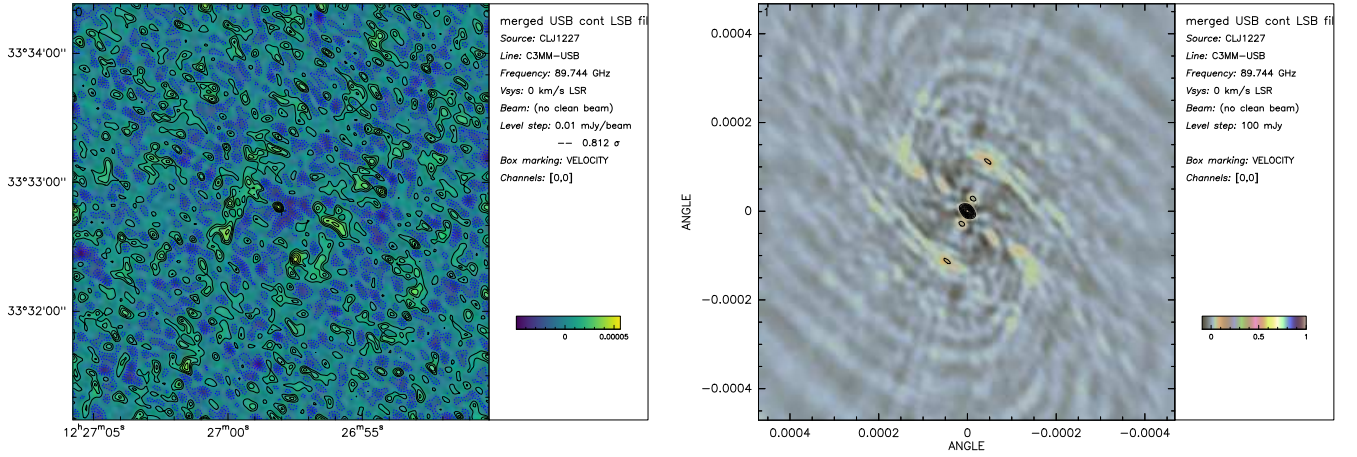 33°34'00''
33°33'00''
33°32'00''
12ʰ27ᵐ05ˢ
27ᵐ00ˢ
26ᵐ55ˢ
merged USB cont LSB fil
Source: CLJ1227
Line: C3MM-USB
Frequency: 89.744 GHz
Vsys: 0 km/s LSR
Beam: (no clean beam)
Level step: 0.01 mJy/beam
-- 0.812 σ
Box marking: VELOCITY
Channels: [0,0]
0 0.00005
0.0004
0.0002
0
−0.0002
−0.0004
ANGLE
0.0004 0.0002 0 −0.0002 −0.0004
ANGLE
merged USB cont LSB fil
Source: CLJ1227
Line: C3MM-USB
Frequency: 89.744 GHz
Vsys: 0 km/s LSR
Beam: (no clean beam)
Level step: 100 mJy
Box marking: VELOCITY
Channels: [0,0]
0 0.5 1